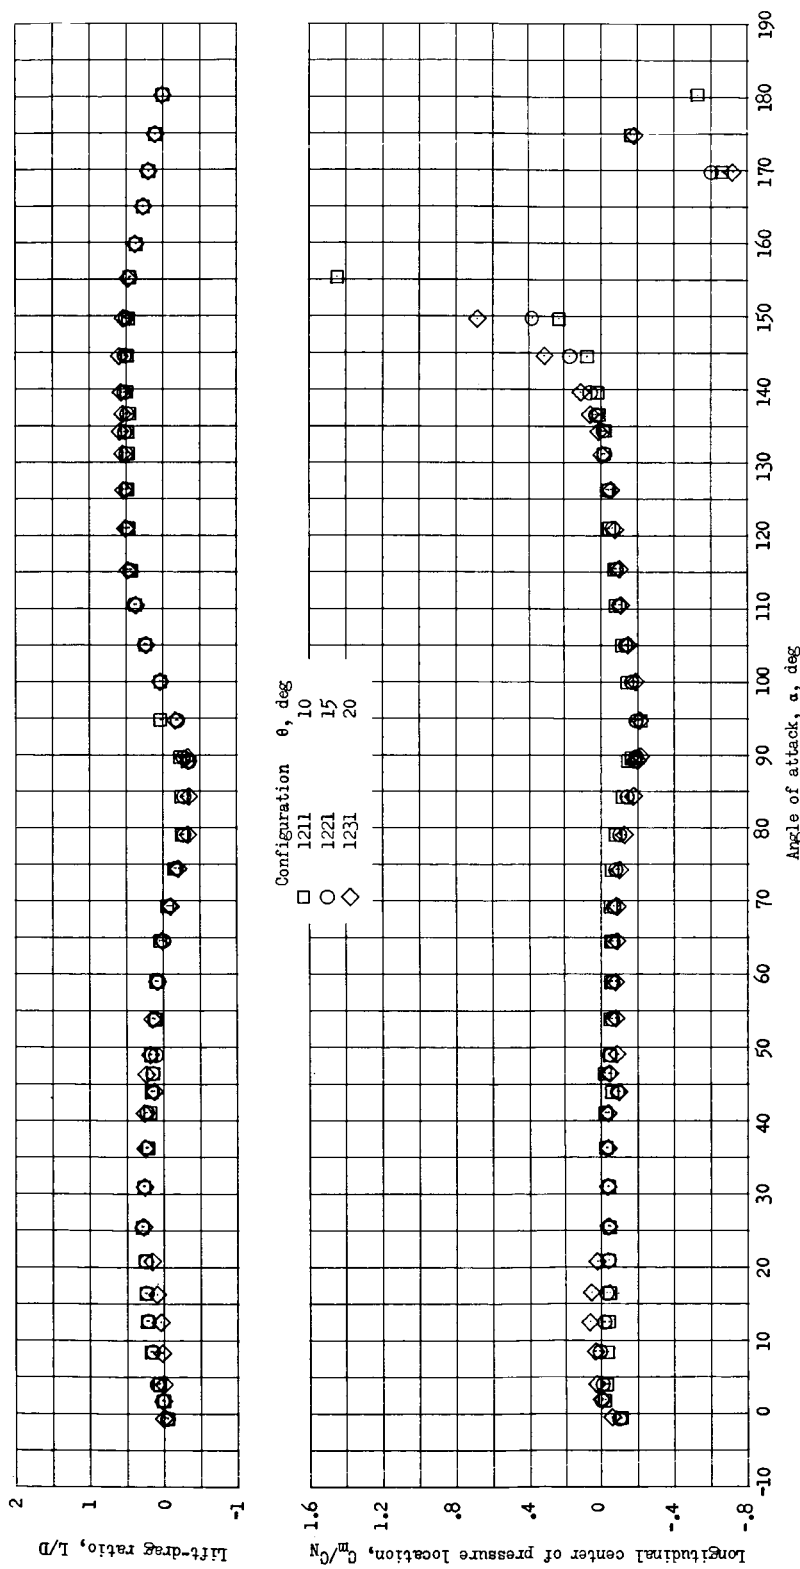 Lift-drag ratio, L/D
2
1
0
-1
Configuration θ, deg
□ 1211 10
○ 1221 15
◇ 1231 20
Longitudinal center of pressure location, Cm/CN
1.6
1.2
.8
.4
0
-.4
-.8
-10 0 10 20 30 40 50 60 70 80 90 100 110 120 130 140 150 160 170 180 190
Angle of attack, α, deg